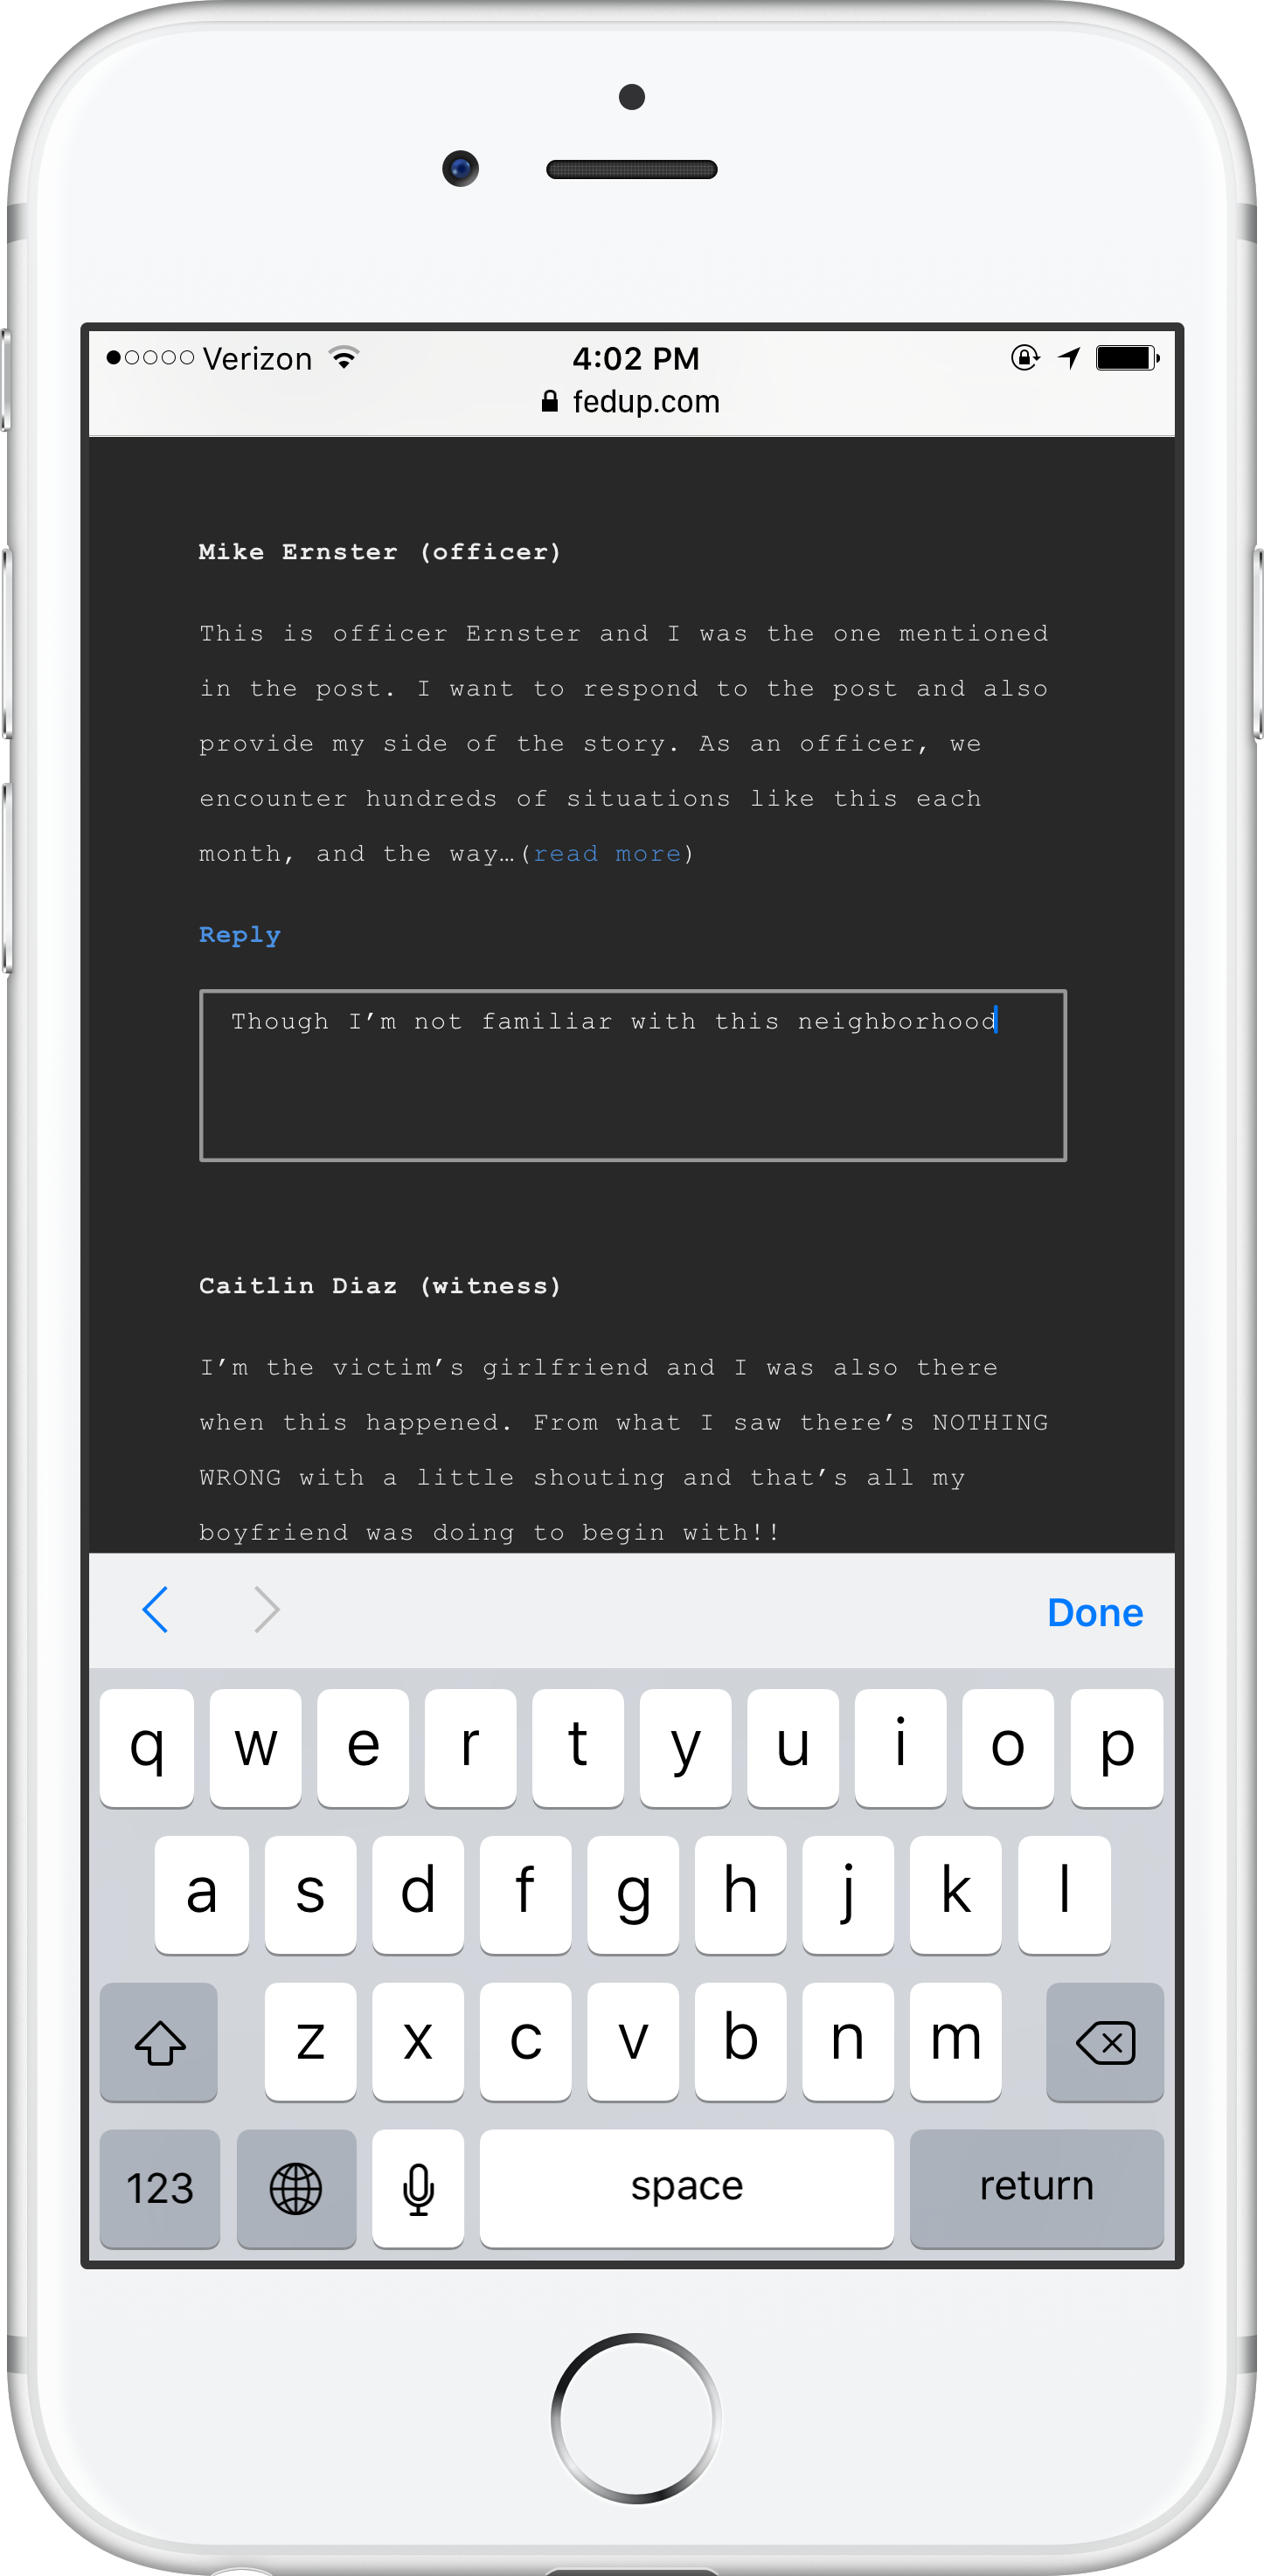 Verizon 4:02 PM
fedup.com
Mike Ernster (officer)
This is officer Ernster and I was the one mentioned
in the post. I want to respond to the post and also
provide my side of the story. As an officer, we
encounter hundreds of situations like this each
month, and the way…(read more)
Reply
Though I’m not familiar with this neighborhood
Caitlin Diaz (witness)
I’m the victim’s girlfriend and I was also there
when this happened. From what I saw there’s NOTHING
WRONG with a little shouting and that’s all my
boyfriend was doing to begin with!!
Done
q w e r t y u i o p
a s d f g h j k l
z x c v b n m
123 space return